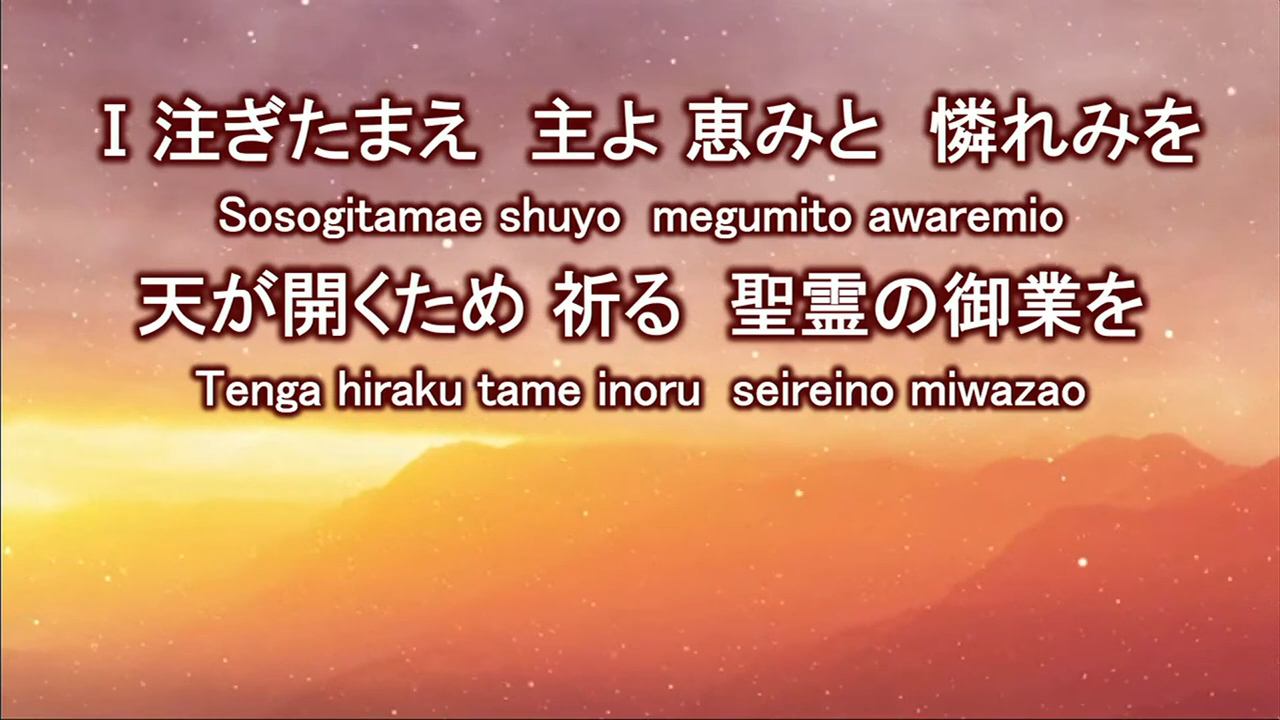 I 注ぎたまえ　主よ 恵みと　憐れみを
Sosogitamae shuyo  megumito awaremio
天が開くため 祈る　聖霊の御業を
Tenga hiraku tame inoru  seireino miwazao